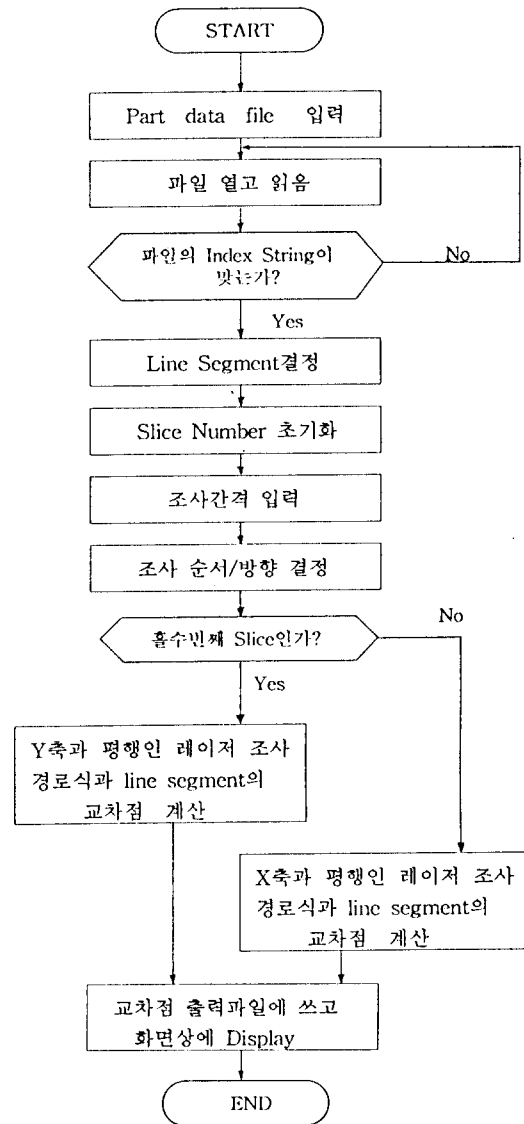 START
Part data file 입력
파일 열고 읽음
파일의 Index String이
맞는가?
No
Yes
Line Segment결정
Slice Number 초기화
조사간격 입력
조사 순서/방향 결정
No
홀수번째 Slice인가?
Yes
Y축과 평행인 레이저 조사
경로식과 line segment의
교차점 계산
X축과 평행인 레이저 조사
경로식과 line segment의
교차점 계산
교차점 출력파일에 쓰고
화면상에 Display
END